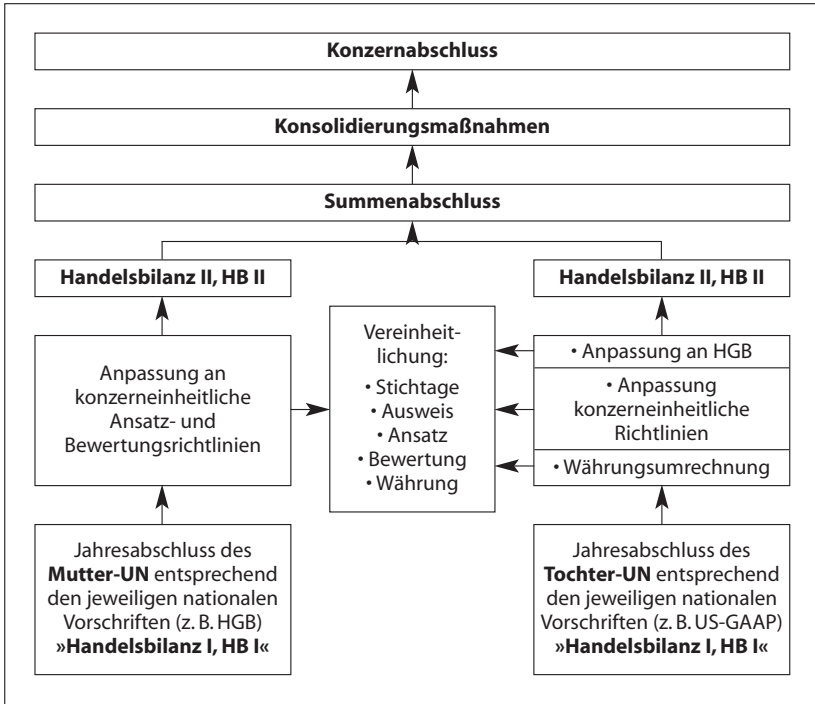 Konzernabschluss
Konsolidierungsmaßnahmen
Summenabschluss
Handelsbilanz II, HB II
Handelsbilanz II, HB II
Anpassung an
konzerneinheitliche
Ansatz- und
Bewertungsrichtlinien
Vereinheit-
lichung:
• Stichtage
• Ausweis
• Ansatz
• Bewertung
• Währung
• Anpassung an HGB
• Anpassung
konzerneinheitliche
Richtlinien
• Währungsumrechnung
Jahresabschluss des
Mutter-UN entsprechend
den jeweiligen nationalen
Vorschriften (z. B. HGB)
»Handelsbilanz I, HB I«
Jahresabschluss des
Tochter-UN entsprechend
den jeweiligen nationalen
Vorschriften (z. B. US-GAAP)
»Handelsbilanz I, HB I«